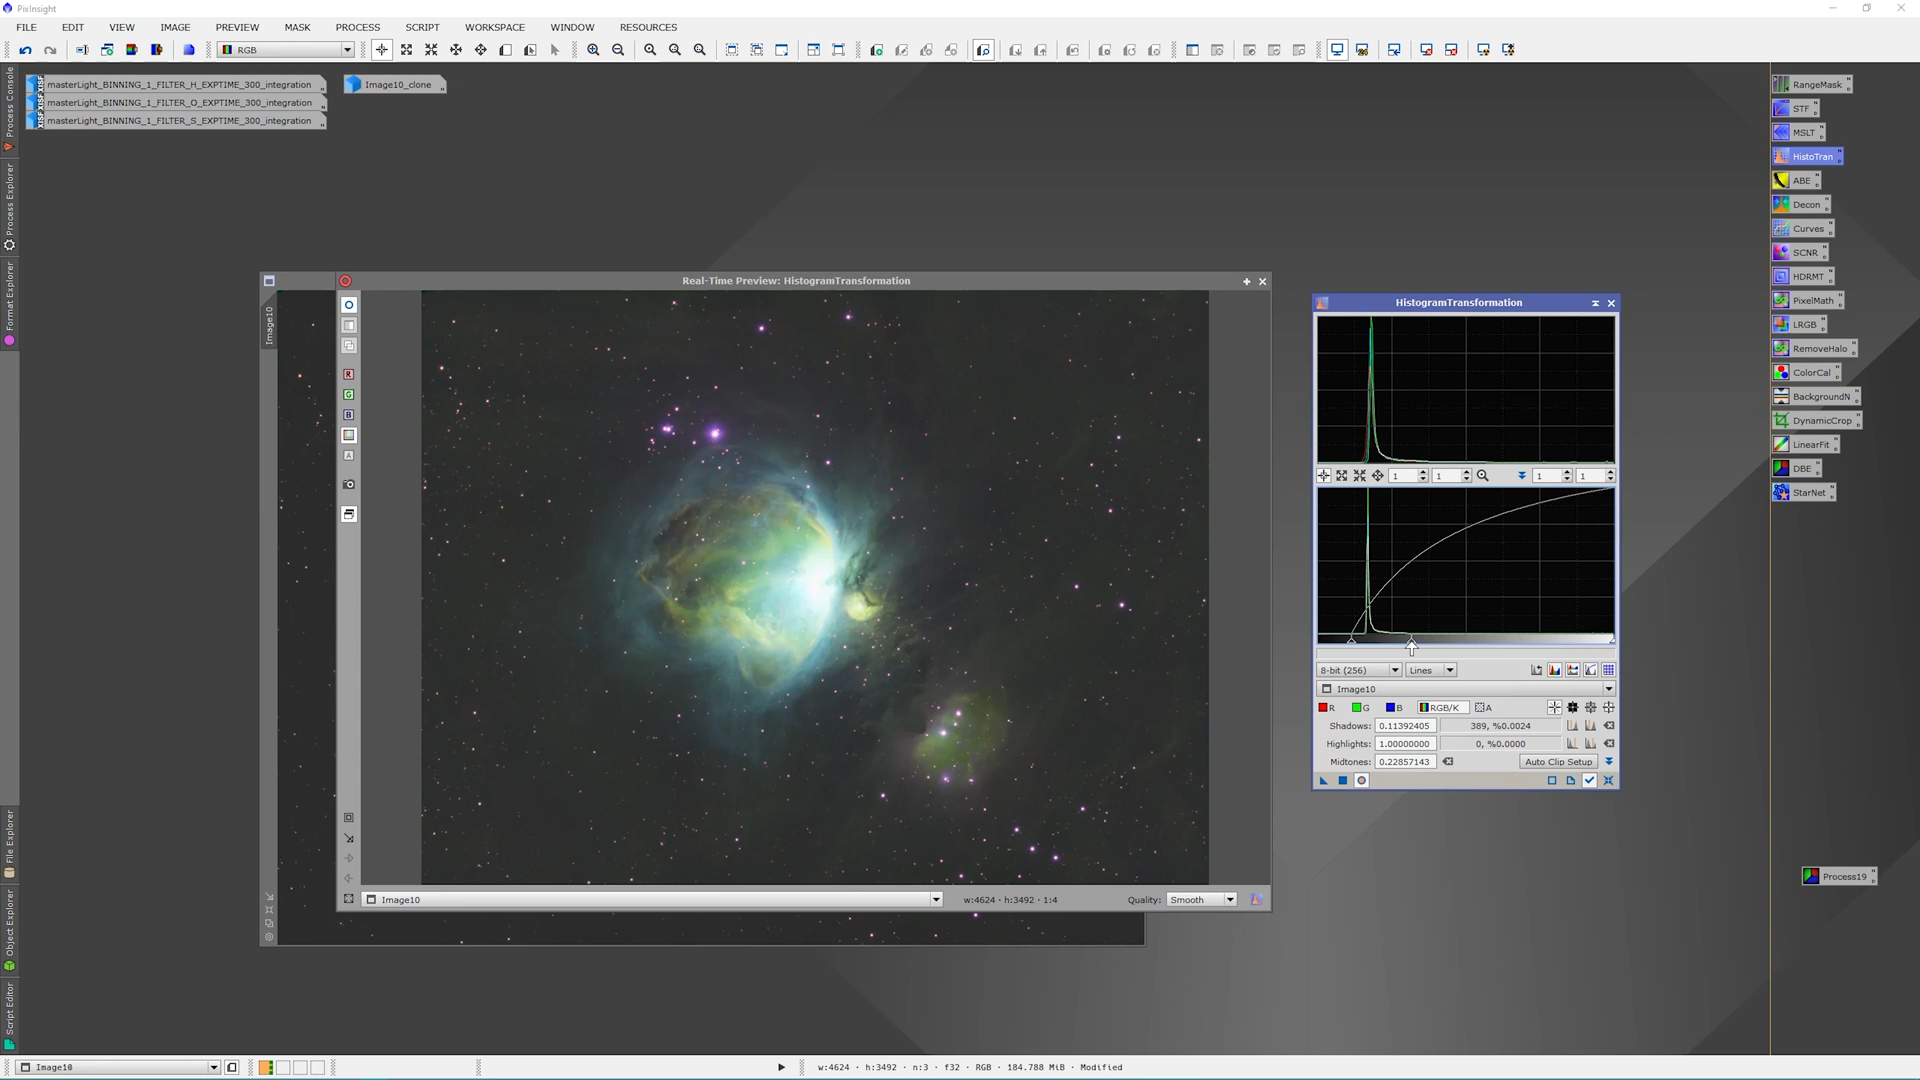 PixInsight
FILE EDIT VIEW IMAGE PREVIEW MASK PROCESS SCRIPT WORKSPACE WINDOW RESOURCES
RGB
Process Console
Process Explorer
Format Explorer
File Explorer
Object Explorer
Script Editor
masterLight_BINNING_1_FILTER_H_EXPTIME_300_integration
masterLight_BINNING_1_FILTER_O_EXPTIME_300_integration
masterLight_BINNING_1_FILTER_S_EXPTIME_300_integration
Image10_clone
Image10
Real-Time Preview: HistogramTransformation
R
G
B
A
Image10
w:4624 · h:3492 · 1:4
Quality: Smooth
HistogramTransformation
1 1 1 1
8-bit (256) Lines
Image10
R G B RGB/K A
Shadows: 0.11392405 389, %0.0024
Highlights: 1.00000000 0, %0.0000
Midtones: 0.22857143 Auto Clip Setup
RangeMask
STF
MSLT
HistoTran
ABE
Decon
Curves
SCNR
HDRMT
PixelMath
LRGB
RemoveHalo
ColorCal
BackgroundN
DynamicCrop
LinearFit
DBE
StarNet
Process19
Image10
w:4624 · h:3492 · n:3 · f32 · RGB · 184.788 MiB · Modified